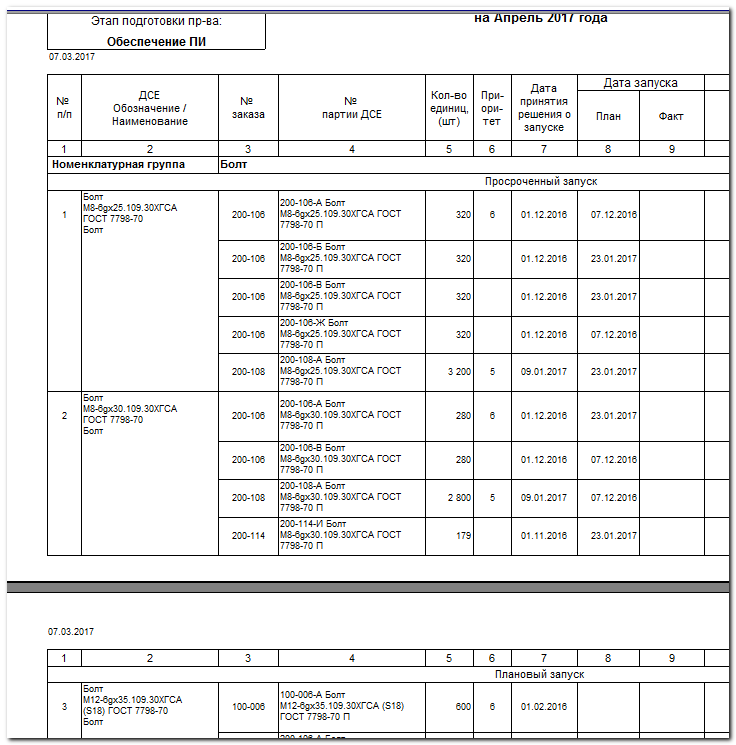 Этап подготовки пр-ва:
на Апрель 2017 года
Обеспечение ПИ
07.03.2017
№ п/п
ДСЕ Обозначение / Наименование
№ заказа
№ партии ДСЕ
Кол-во единиц, (шт)
При- ори- тет
Дата принятия решения о запуске
Дата запуска
План
Факт
1 2 3 4 5 6 7 8 9
Номенклатурная группа Болт
Просроченный запуск
1
Болт
М8-6gх25.109.30ХГСА
ГОСТ 7798-70
Болт
200-106
200-106-А Болт
М8-6gх25.109.30ХГСА ГОСТ
7798-70 П
320 6 01.12.2016 07.12.2016
200-106
200-106-Б Болт
М8-6gх25.109.30ХГСА ГОСТ
7798-70 П
320 01.12.2016 23.01.2017
200-106
200-106-В Болт
М8-6gх25.109.30ХГСА ГОСТ
7798-70 П
320 01.12.2016 23.01.2017
200-106
200-106-Ж Болт
М8-6gх25.109.30ХГСА ГОСТ
7798-70 П
320 01.12.2016 07.12.2016
200-108
200-108-А Болт
М8-6gх25.109.30ХГСА ГОСТ
7798-70 П
3 200 5 09.01.2017 23.01.2017
2
Болт
М8-6gх30.109.30ХГСА
ГОСТ 7798-70
Болт
200-106
200-106-А Болт
М8-6gх30.109.30ХГСА ГОСТ
7798-70 П
280 6 01.12.2016 23.01.2017
200-106
200-106-В Болт
М8-6gх30.109.30ХГСА ГОСТ
7798-70 П
280 01.12.2016 07.12.2016
200-108
200-108-А Болт
М8-6gх30.109.30ХГСА ГОСТ
7798-70 П
2 800 5 09.01.2017 07.12.2016
200-114
200-114-И Болт
М8-6gх30.109.30ХГСА ГОСТ
7798-70 П
179 01.11.2016 23.01.2017
07.03.2017
1 2 3 4 5 6 7 8 9
Плановый запуск
3
Болт
М12-6gх35.109.30ХГСА
(S18) ГОСТ 7798-70
Болт
100-006
100-006-А Болт
М12-6gх35.109.30ХГСА (S18)
ГОСТ 7798-70 П
600 6 01.02.2016